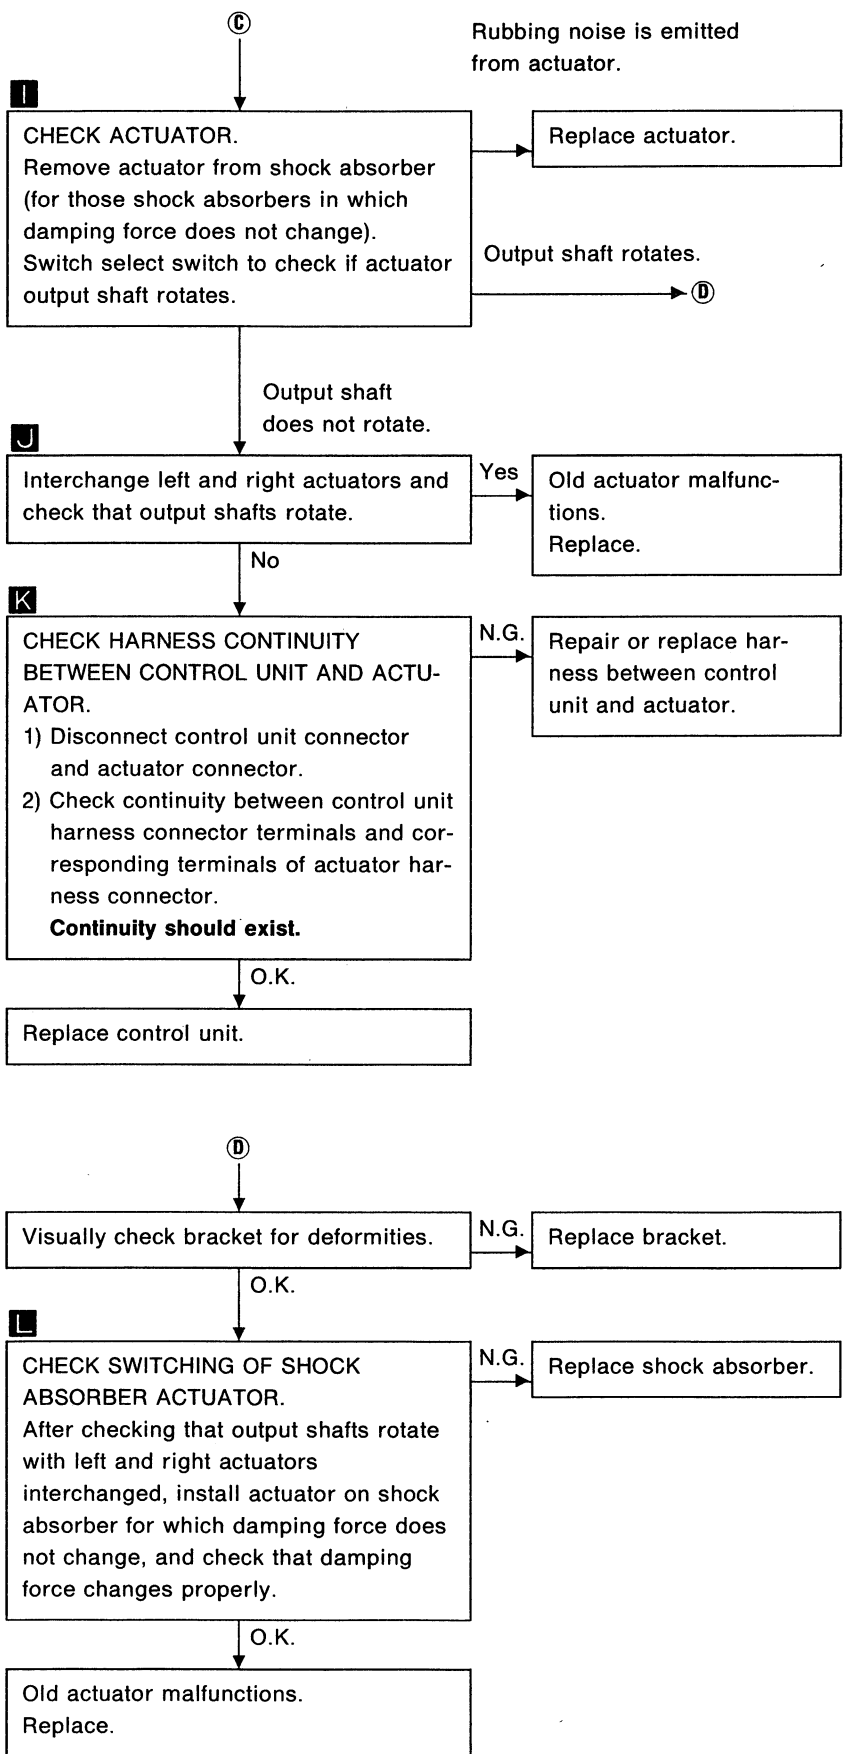 C
Rubbing noise is emitted
from actuator.
I
CHECK ACTUATOR.
Remove actuator from shock absorber
(for those shock absorbers in which
damping force does not change).
Switch select switch to check if actuator
output shaft rotates.
Replace actuator.
Output shaft rotates.
D
Output shaft
does not rotate.
J
Interchange left and right actuators and
check that output shafts rotate.
Yes
Old actuator malfunc-
tions.
Replace.
No
K
CHECK HARNESS CONTINUITY
BETWEEN CONTROL UNIT AND ACTU-
ATOR.
1) Disconnect control unit connector
and actuator connector.
2) Check continuity between control unit
harness connector terminals and cor-
responding terminals of actuator har-
ness connector.
Continuity should exist.
N.G.
Repair or replace har-
ness between control
unit and actuator.
O.K.
Replace control unit.
D
Visually check bracket for deformities.
N.G.
Replace bracket.
O.K.
L
CHECK SWITCHING OF SHOCK
ABSORBER ACTUATOR.
After checking that output shafts rotate
with left and right actuators
interchanged, install actuator on shock
absorber for which damping force does
not change, and check that damping
force changes properly.
N.G.
Replace shock absorber.
O.K.
Old actuator malfunctions.
Replace.